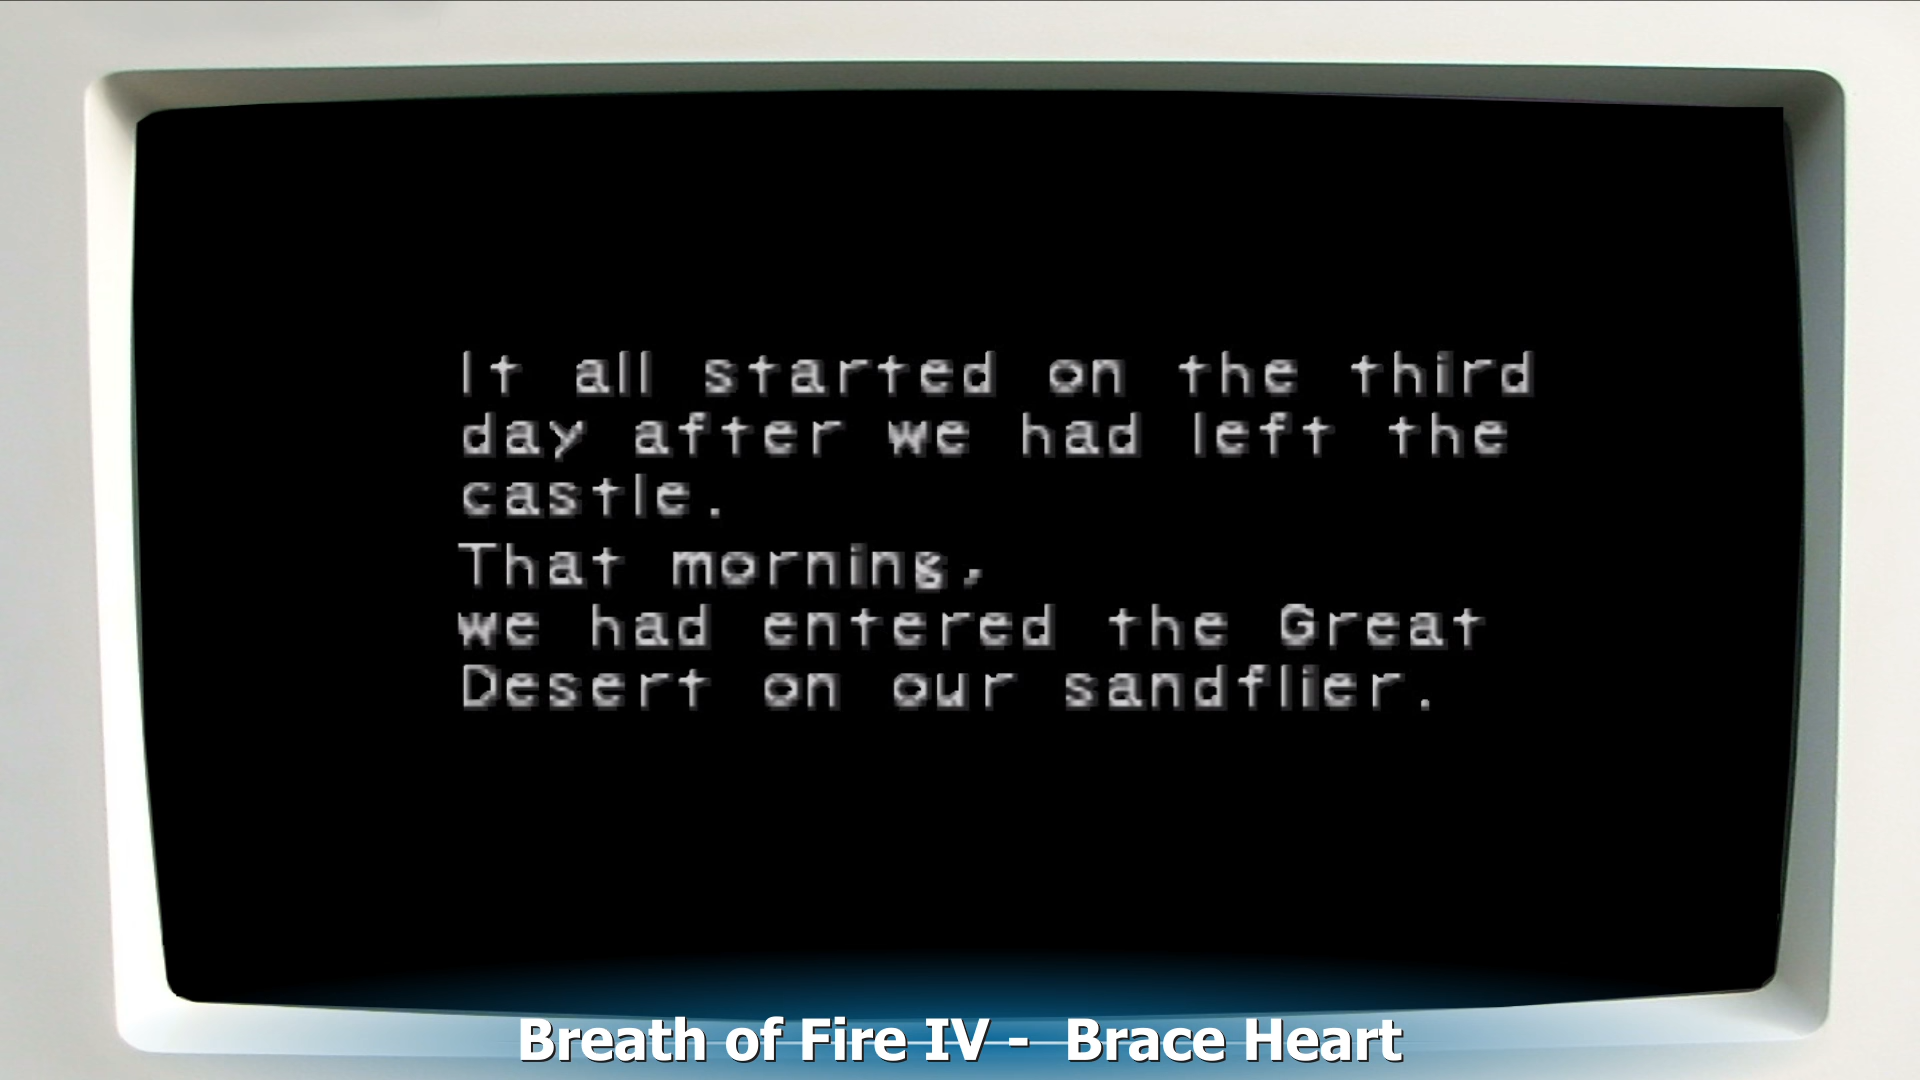 It all started on the third
day after we had left the
castle.
That morning,
we had entered the Great
Desert on our sandflier.
Breath of Fire IV -  Brace Heart